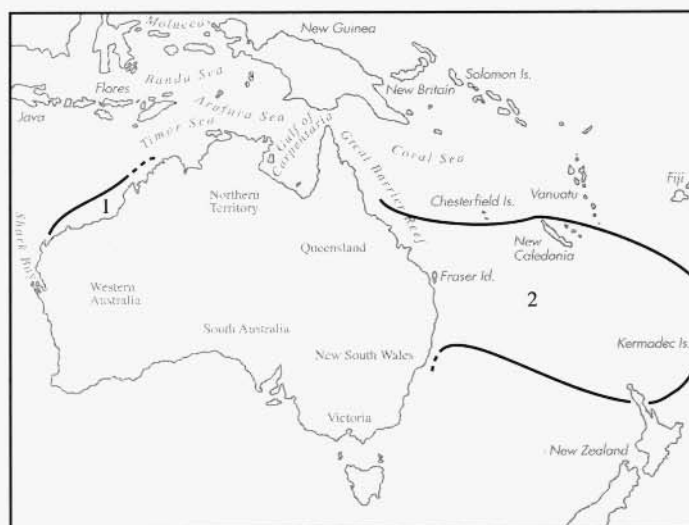 New Guinea
Moluccas
Banda Sea
Solomon Is.
Flores
New Britain
Java
Arafura Sea
Timor Sea
Gulf of
Carpentaria
Great Barrier Reef
Coral Sea
1
Northern
Territory
Chesterfield Is.
Vanuatu
Fiji
Shark Bay
Queensland
New
Caledonia
Fraser Id.
Western
Australia
2
South Australia
New South Wales
Kermadec Is.
Victoria
New Zealand